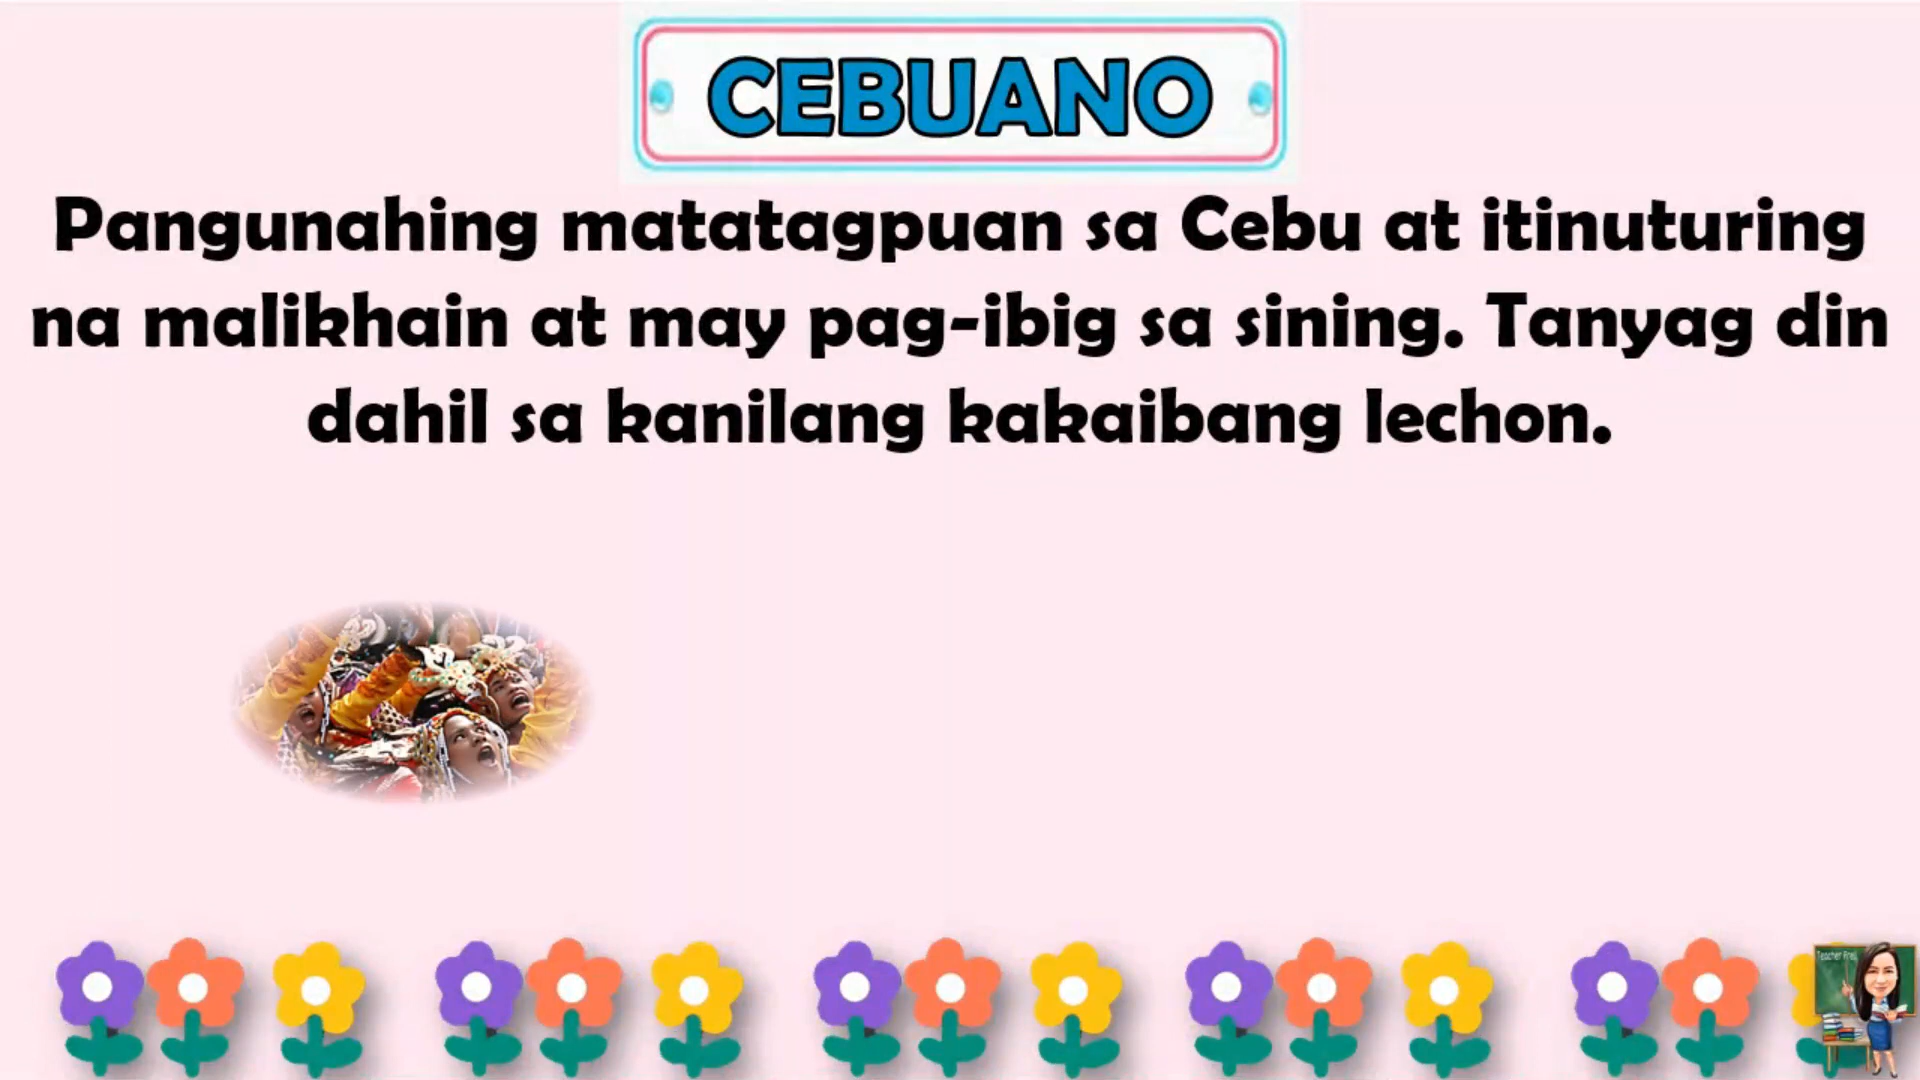 CEBUANO
Pangunahing matatagpuan sa Cebu at itinuturing
na malikhain at may pag-ibig sa sining. Tanyag din
dahil sa kanilang kakaibang lechon.
Teacher